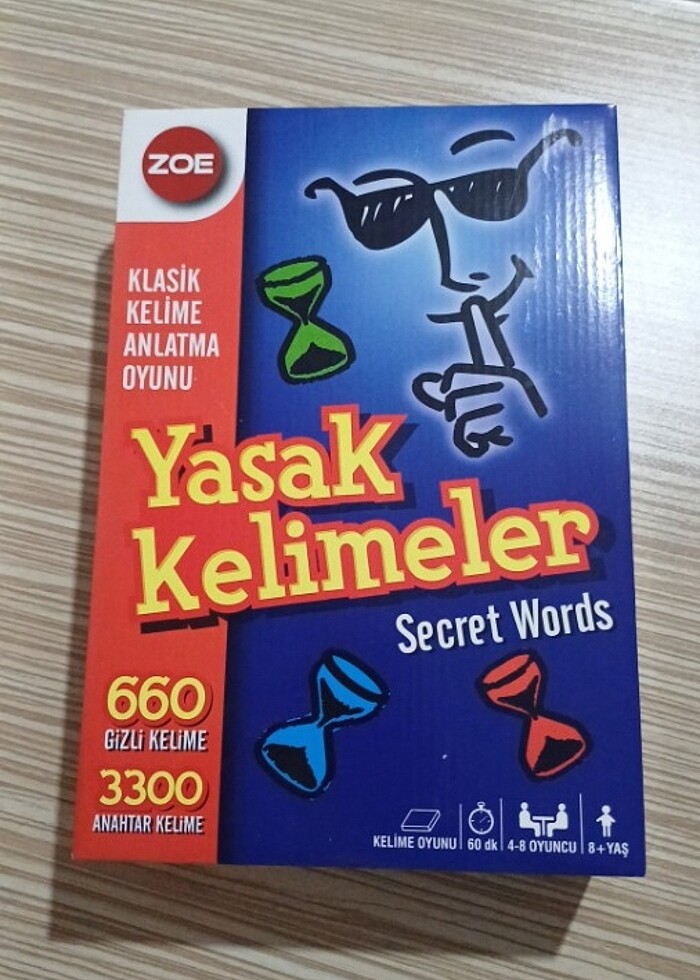 ZOE
KLASİK
KELİME
ANLATMA
OYUNU
Yasak
Kelimeler
Secret Words
660
GİZLİ KELİME
3300
ANAHTAR KELİME
KELİME OYUNU
60 dk
4-8 OYUNCU
8+YAŞ